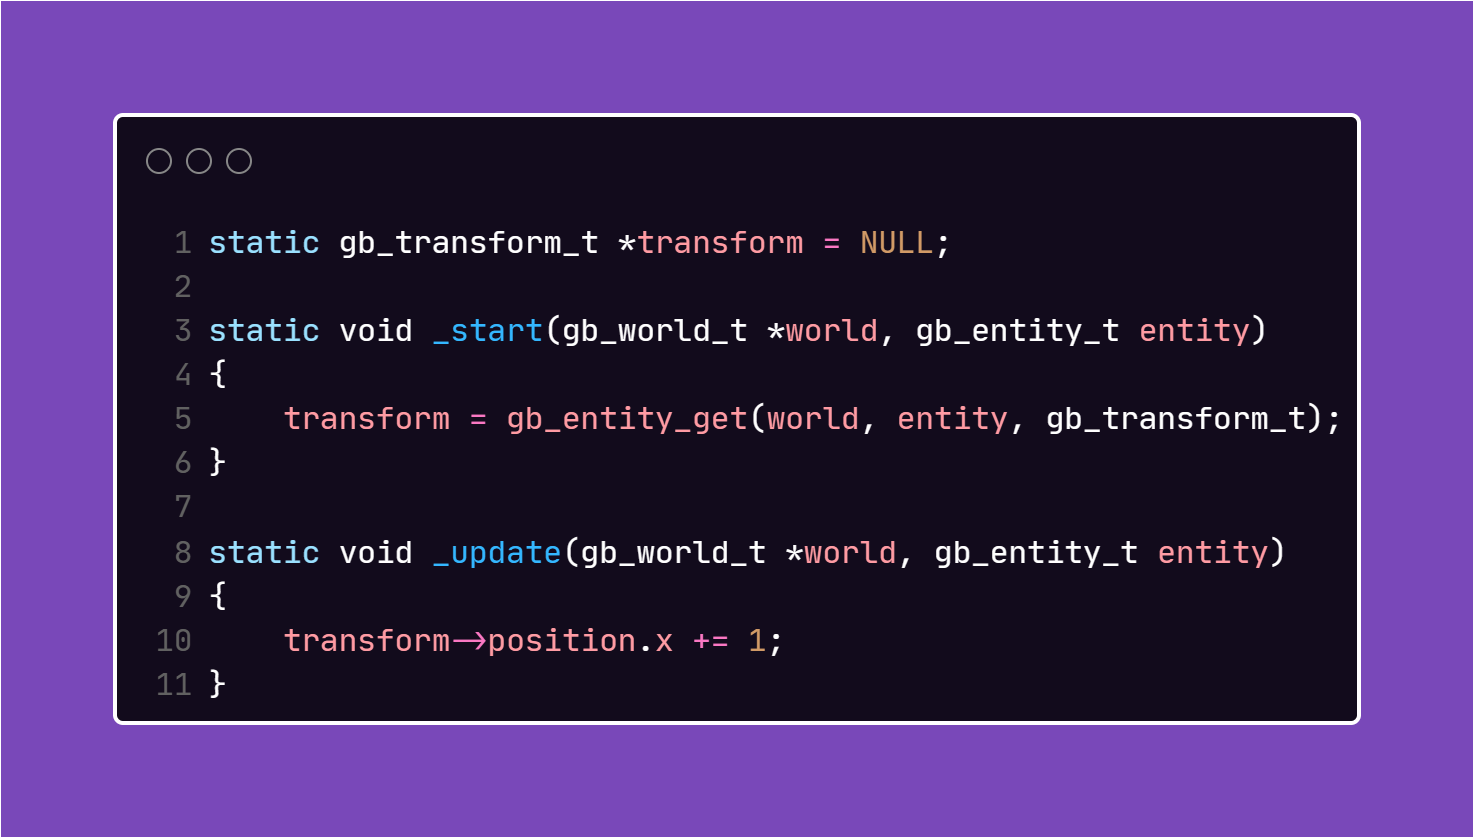 1 static gb_transform_t *transform = NULL;
2
3 static void _start(gb_world_t *world, gb_entity_t entity)
4 {
5     transform = gb_entity_get(world, entity, gb_transform_t);
6 }
7
8 static void _update(gb_world_t *world, gb_entity_t entity)
9 {
10     transform->position.x += 1;
11 }